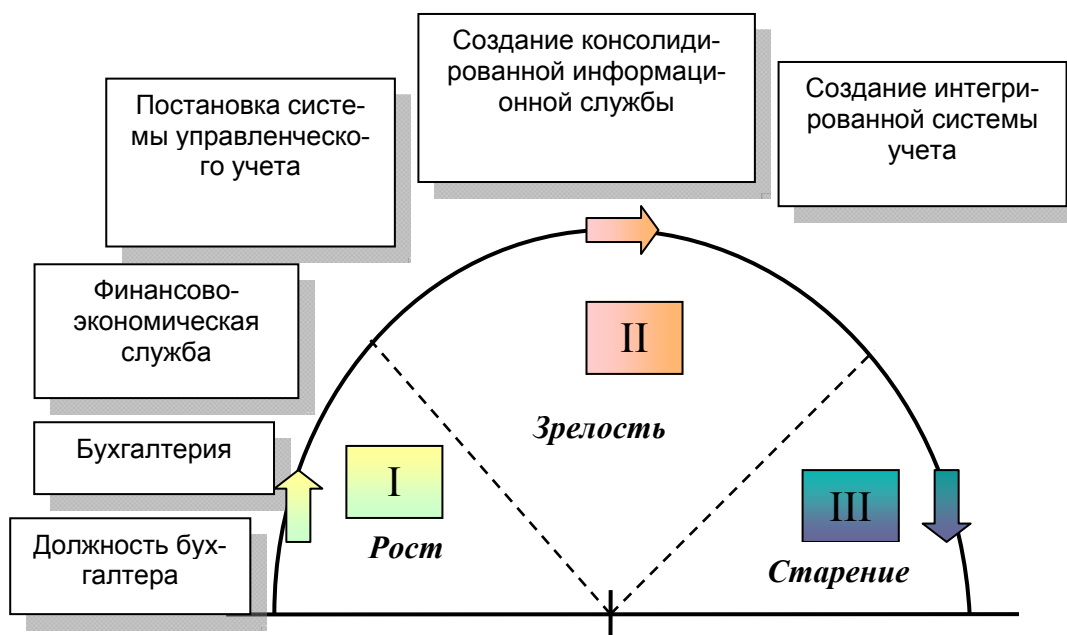 Создание консолиди-
рованной информаци-
онной службы
Создание интегри-
рованной системы
учета
Постановка систе-
мы управленческо-
го учета
Финансово-
экономическая
служба
Бухгалтерия
Должность бух-
галтера
I
Рост
II
Зрелость
III
Старение